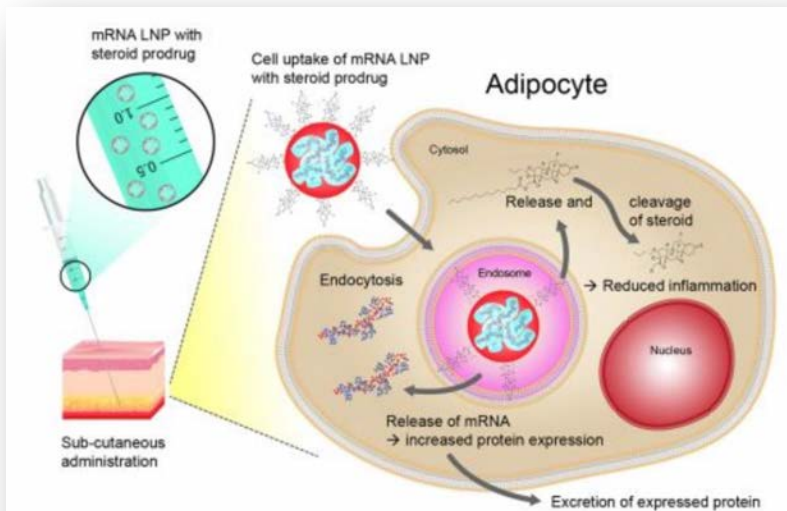 mRNA LNP with
steroid prodrug
1.0
0.5
Sub-cutaneous
administration
Cell uptake of mRNA LNP
with steroid prodrug
Adipocyte
Cytosol
Release and
cleavage
of steroid
→ Reduced inflammation
Endocytosis
Endosome
Nucleus
Release of mRNA
→ increased protein expression
Excretion of expressed protein